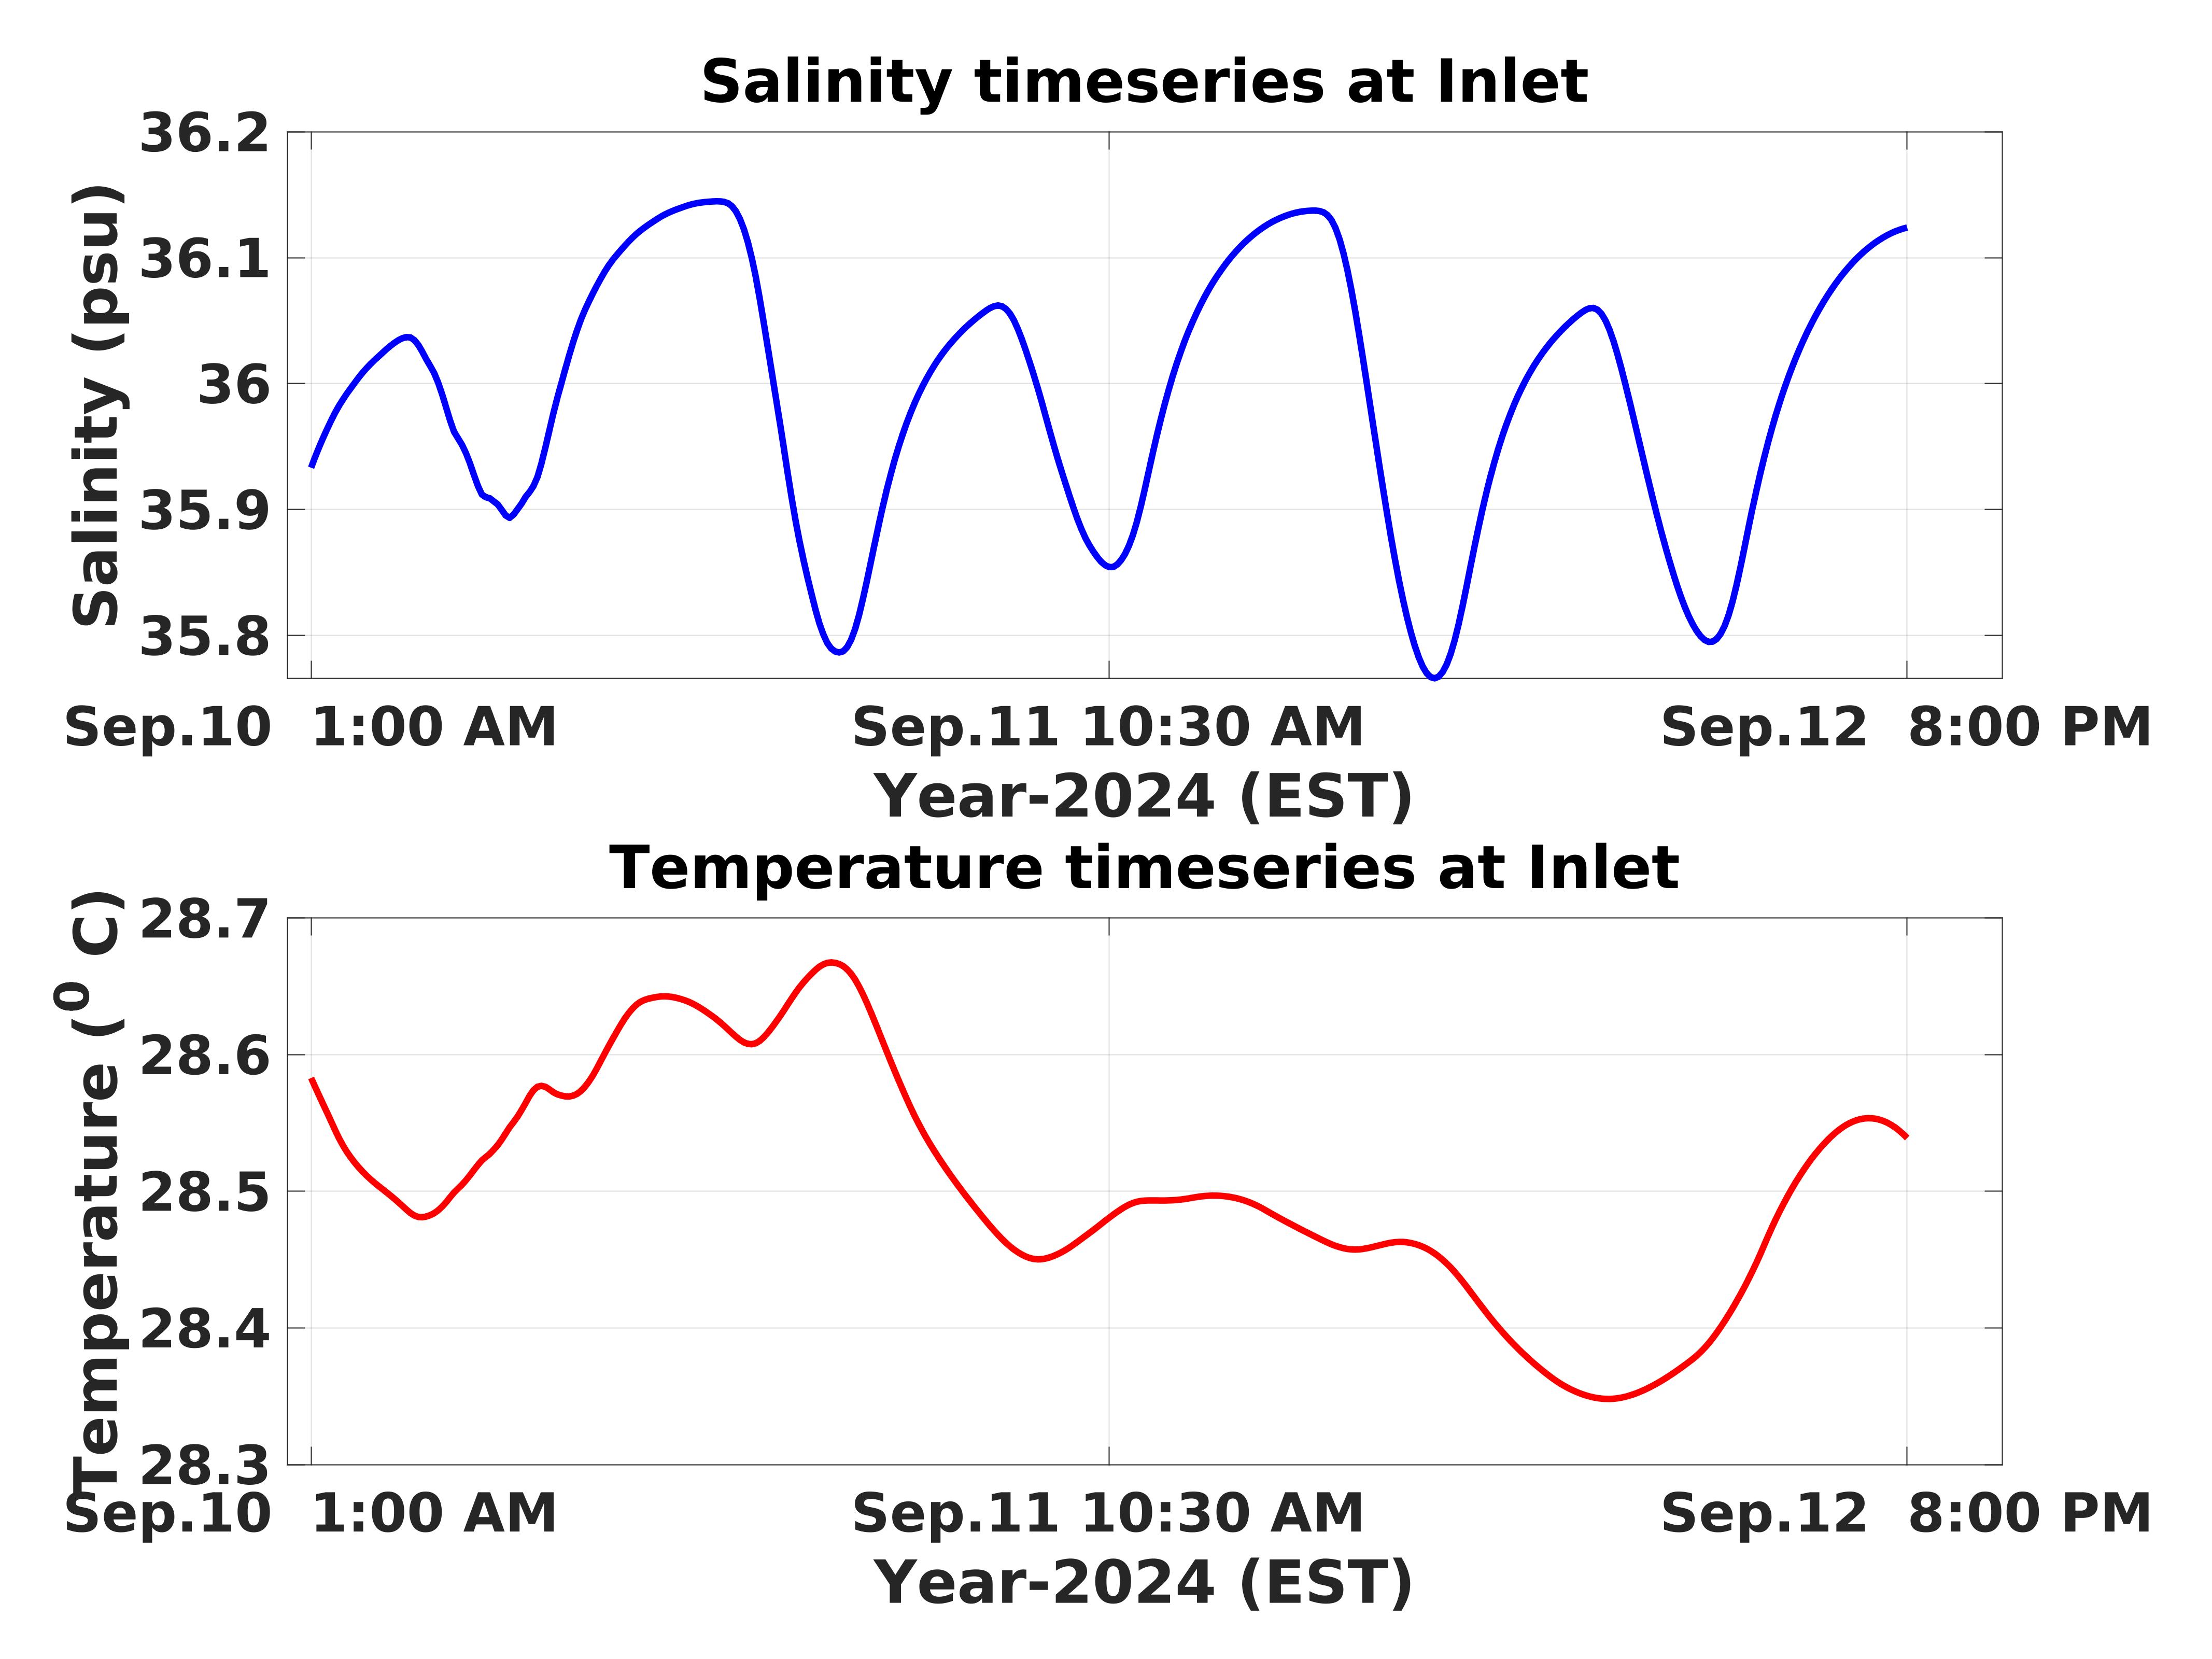 Salinity timeseries at Inlet
Salinity (psu)
36.2
36.1
36
35.9
35.8
Sep.10  1:00 AM
Sep.11 10:30 AM
Sep.12  8:00 PM
Year-2024 (EST)
Temperature timeseries at Inlet
Temperature (⁰ C)
28.7
28.6
28.5
28.4
28.3
Sep.10  1:00 AM
Sep.11 10:30 AM
Sep.12  8:00 PM
Year-2024 (EST)